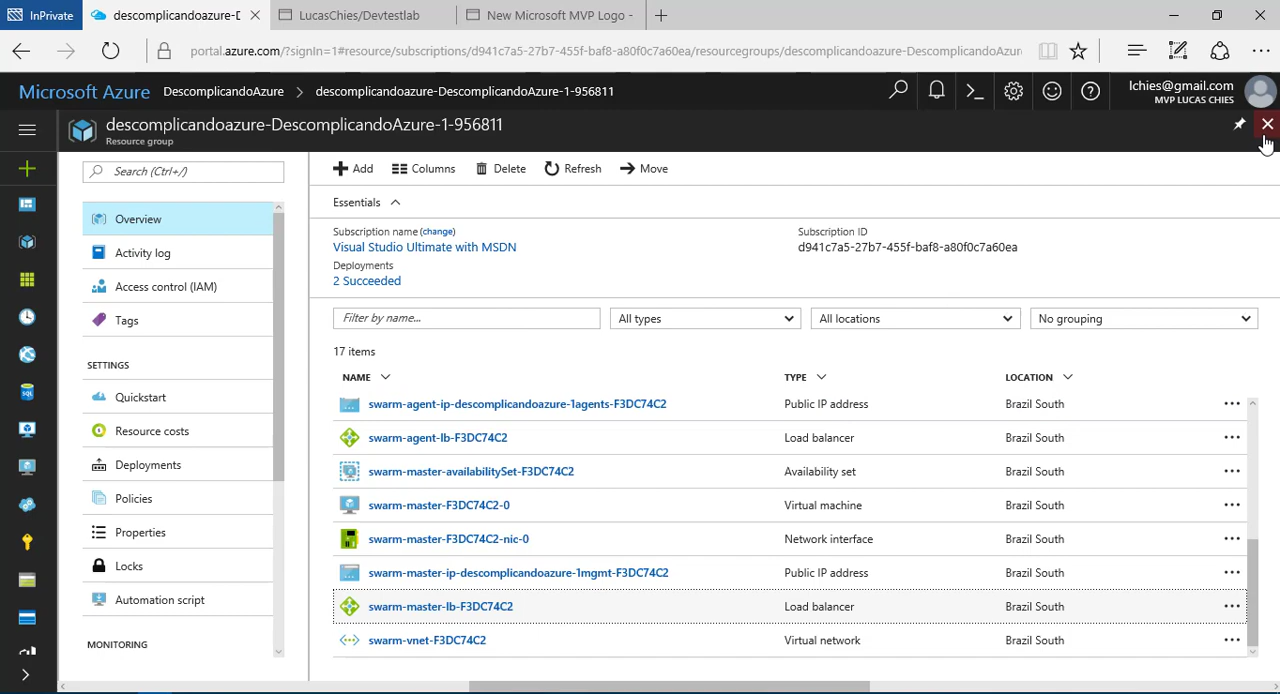 InPrivate
descomplicandoazure-D
LucasChies/Devtestlab
New Microsoft MVP Logo -
portal.azure.com/?signIn=1#resource/subscriptions/d941c7a5-27b7-455f-baf8-a80f0c7a60ea/resourcegroups/descomplicandoazure-DescomplicandoAzur
Microsoft Azure DescomplicandoAzure > descomplicandoazure-DescomplicandoAzure-1-956811
lchies@gmail.com
MVP LUCAS CHIES
descomplicandoazure-DescomplicandoAzure-1-956811
Resource group
Search (Ctrl+/)
Overview
Activity log
Access control (IAM)
Tags
SETTINGS
Quickstart
Resource costs
Deployments
Policies
Properties
Locks
Automation script
MONITORING
Add Columns Delete Refresh Move
Essentials
Subscription name (change)
Visual Studio Ultimate with MSDN
Deployments
2 Succeeded
Subscription ID
d941c7a5-27b7-455f-baf8-a80f0c7a60ea
Filter by name... All types All locations No grouping
17 items
NAME TYPE LOCATION
swarm-agent-ip-descomplicandoazure-1agents-F3DC74C2 Public IP address Brazil South ...
swarm-agent-lb-F3DC74C2 Load balancer Brazil South ...
swarm-master-availabilitySet-F3DC74C2 Availability set Brazil South ...
swarm-master-F3DC74C2-0 Virtual machine Brazil South ...
swarm-master-F3DC74C2-nic-0 Network interface Brazil South ...
swarm-master-ip-descomplicandoazure-1mgmt-F3DC74C2 Public IP address Brazil South ...
swarm-master-lb-F3DC74C2 Load balancer Brazil South ...
swarm-vnet-F3DC74C2 Virtual network Brazil South ...